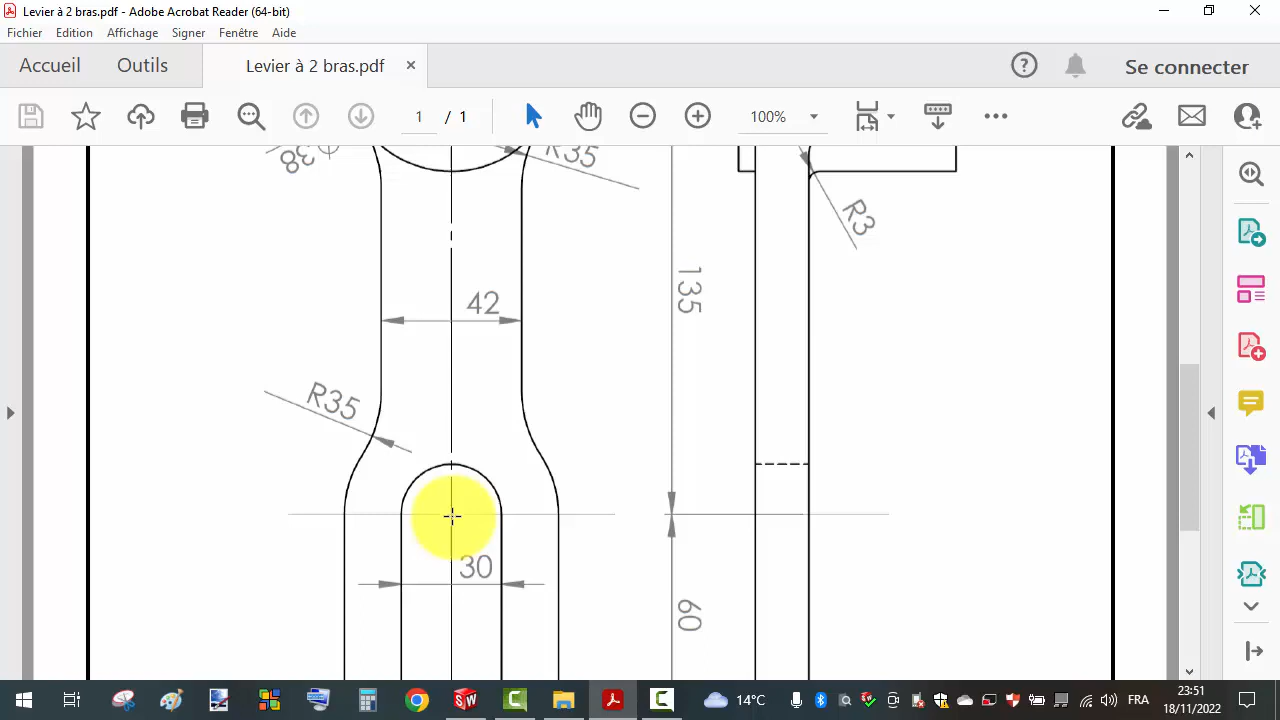 Levier à 2 bras.pdf - Adobe Acrobat Reader (64-bit)
Fichier Edition Affichage Signer Fenêtre Aide
Accueil Outils Levier à 2 bras.pdf × Se connecter
1 / 1 100%
38
R35
R3
135
42
R35
30
60
14°C FRA 23:51
18/11/2022